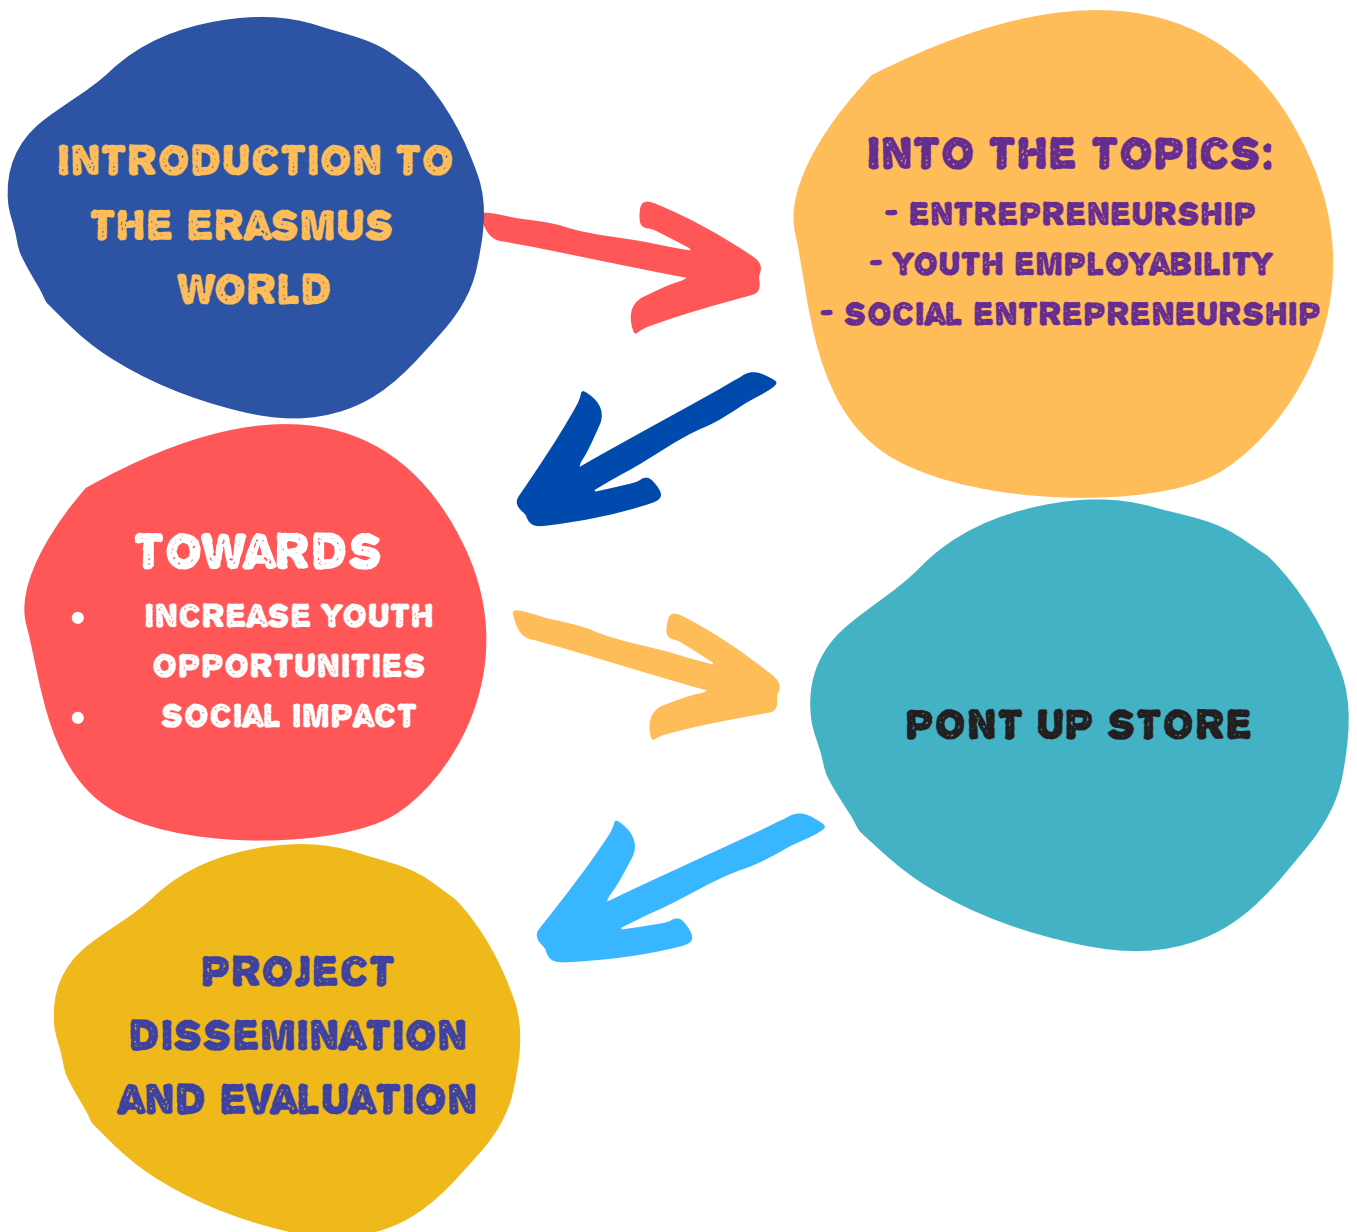 INTRODUCTION TO
THE ERASMUS
WORLD
INTO THE TOPICS:
- ENTREPRENEURSHIP
- YOUTH EMPLOYABILITY
- SOCIAL ENTREPRENEURSHIP
TOWARDS
• INCREASE YOUTH
OPPORTUNITIES
• SOCIAL IMPACT
PONT UP STORE
PROJECT
DISSEMINATION
AND EVALUATION